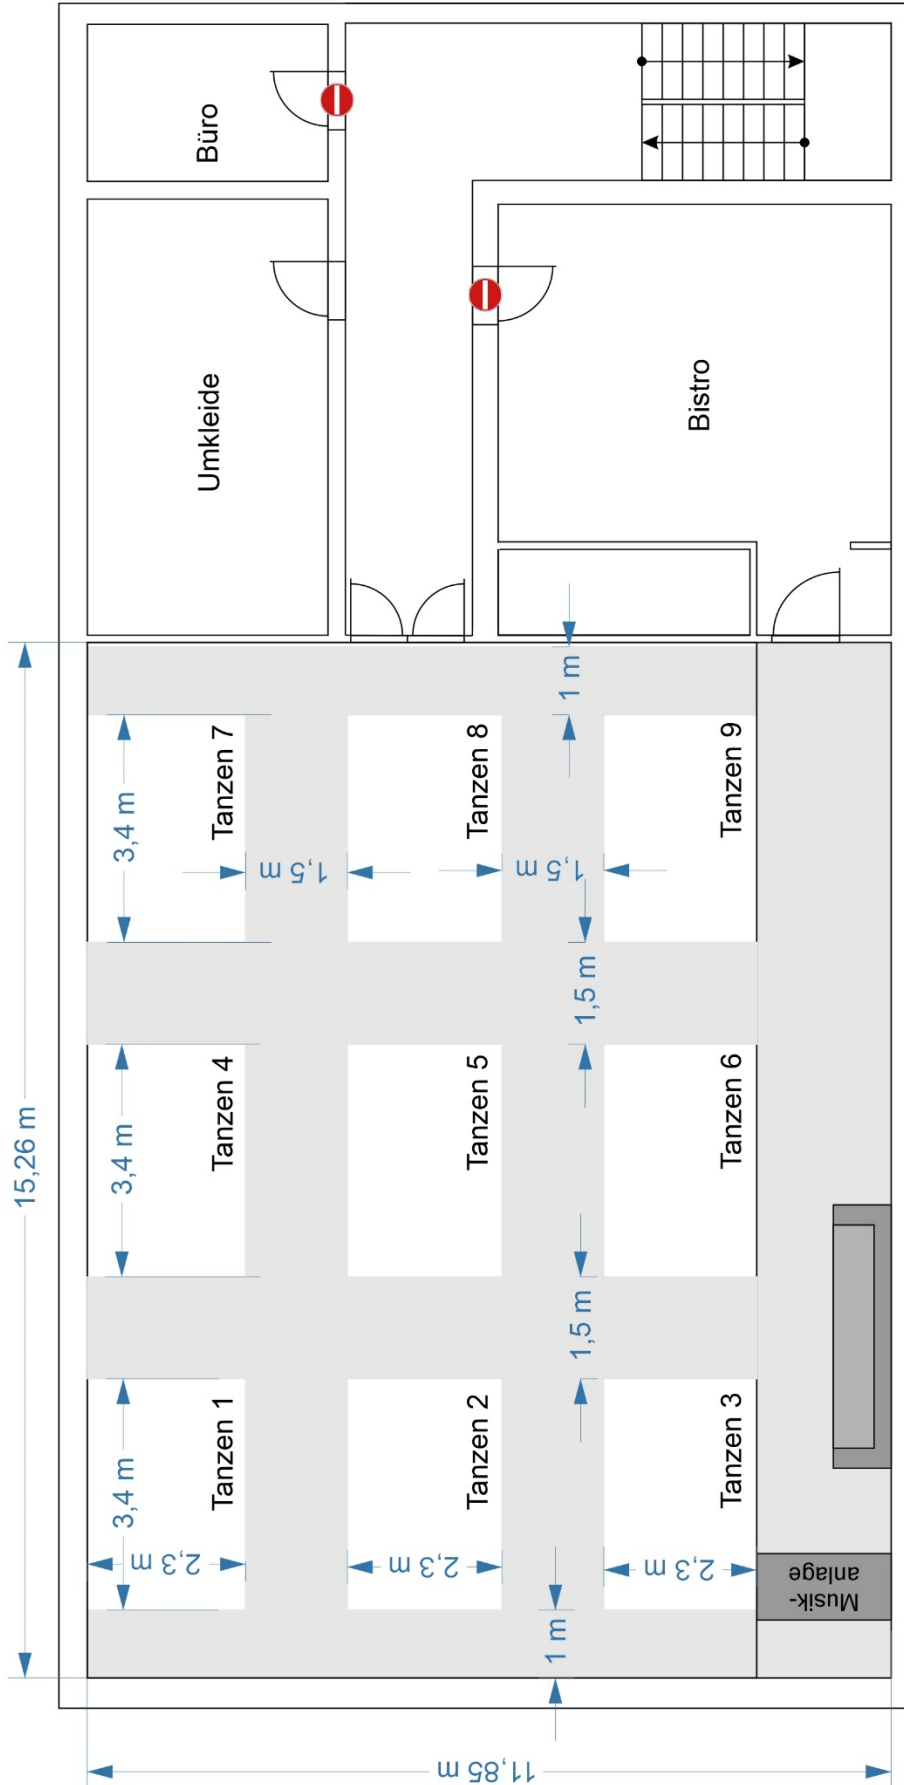 15,26 m
11,85 m
Büro
Umkleide
Bistro
1 m
3,4 m
Tanzen 7
1,5 m
Tanzen 8
1,5 m
Tanzen 9
1,5 m
3,4 m
Tanzen 4
Tanzen 5
Tanzen 6
1,5 m
3,4 m
Tanzen 1
Tanzen 2
Tanzen 3
2,3 m
2,3 m
2,3 m
1 m
Musik-
anlage